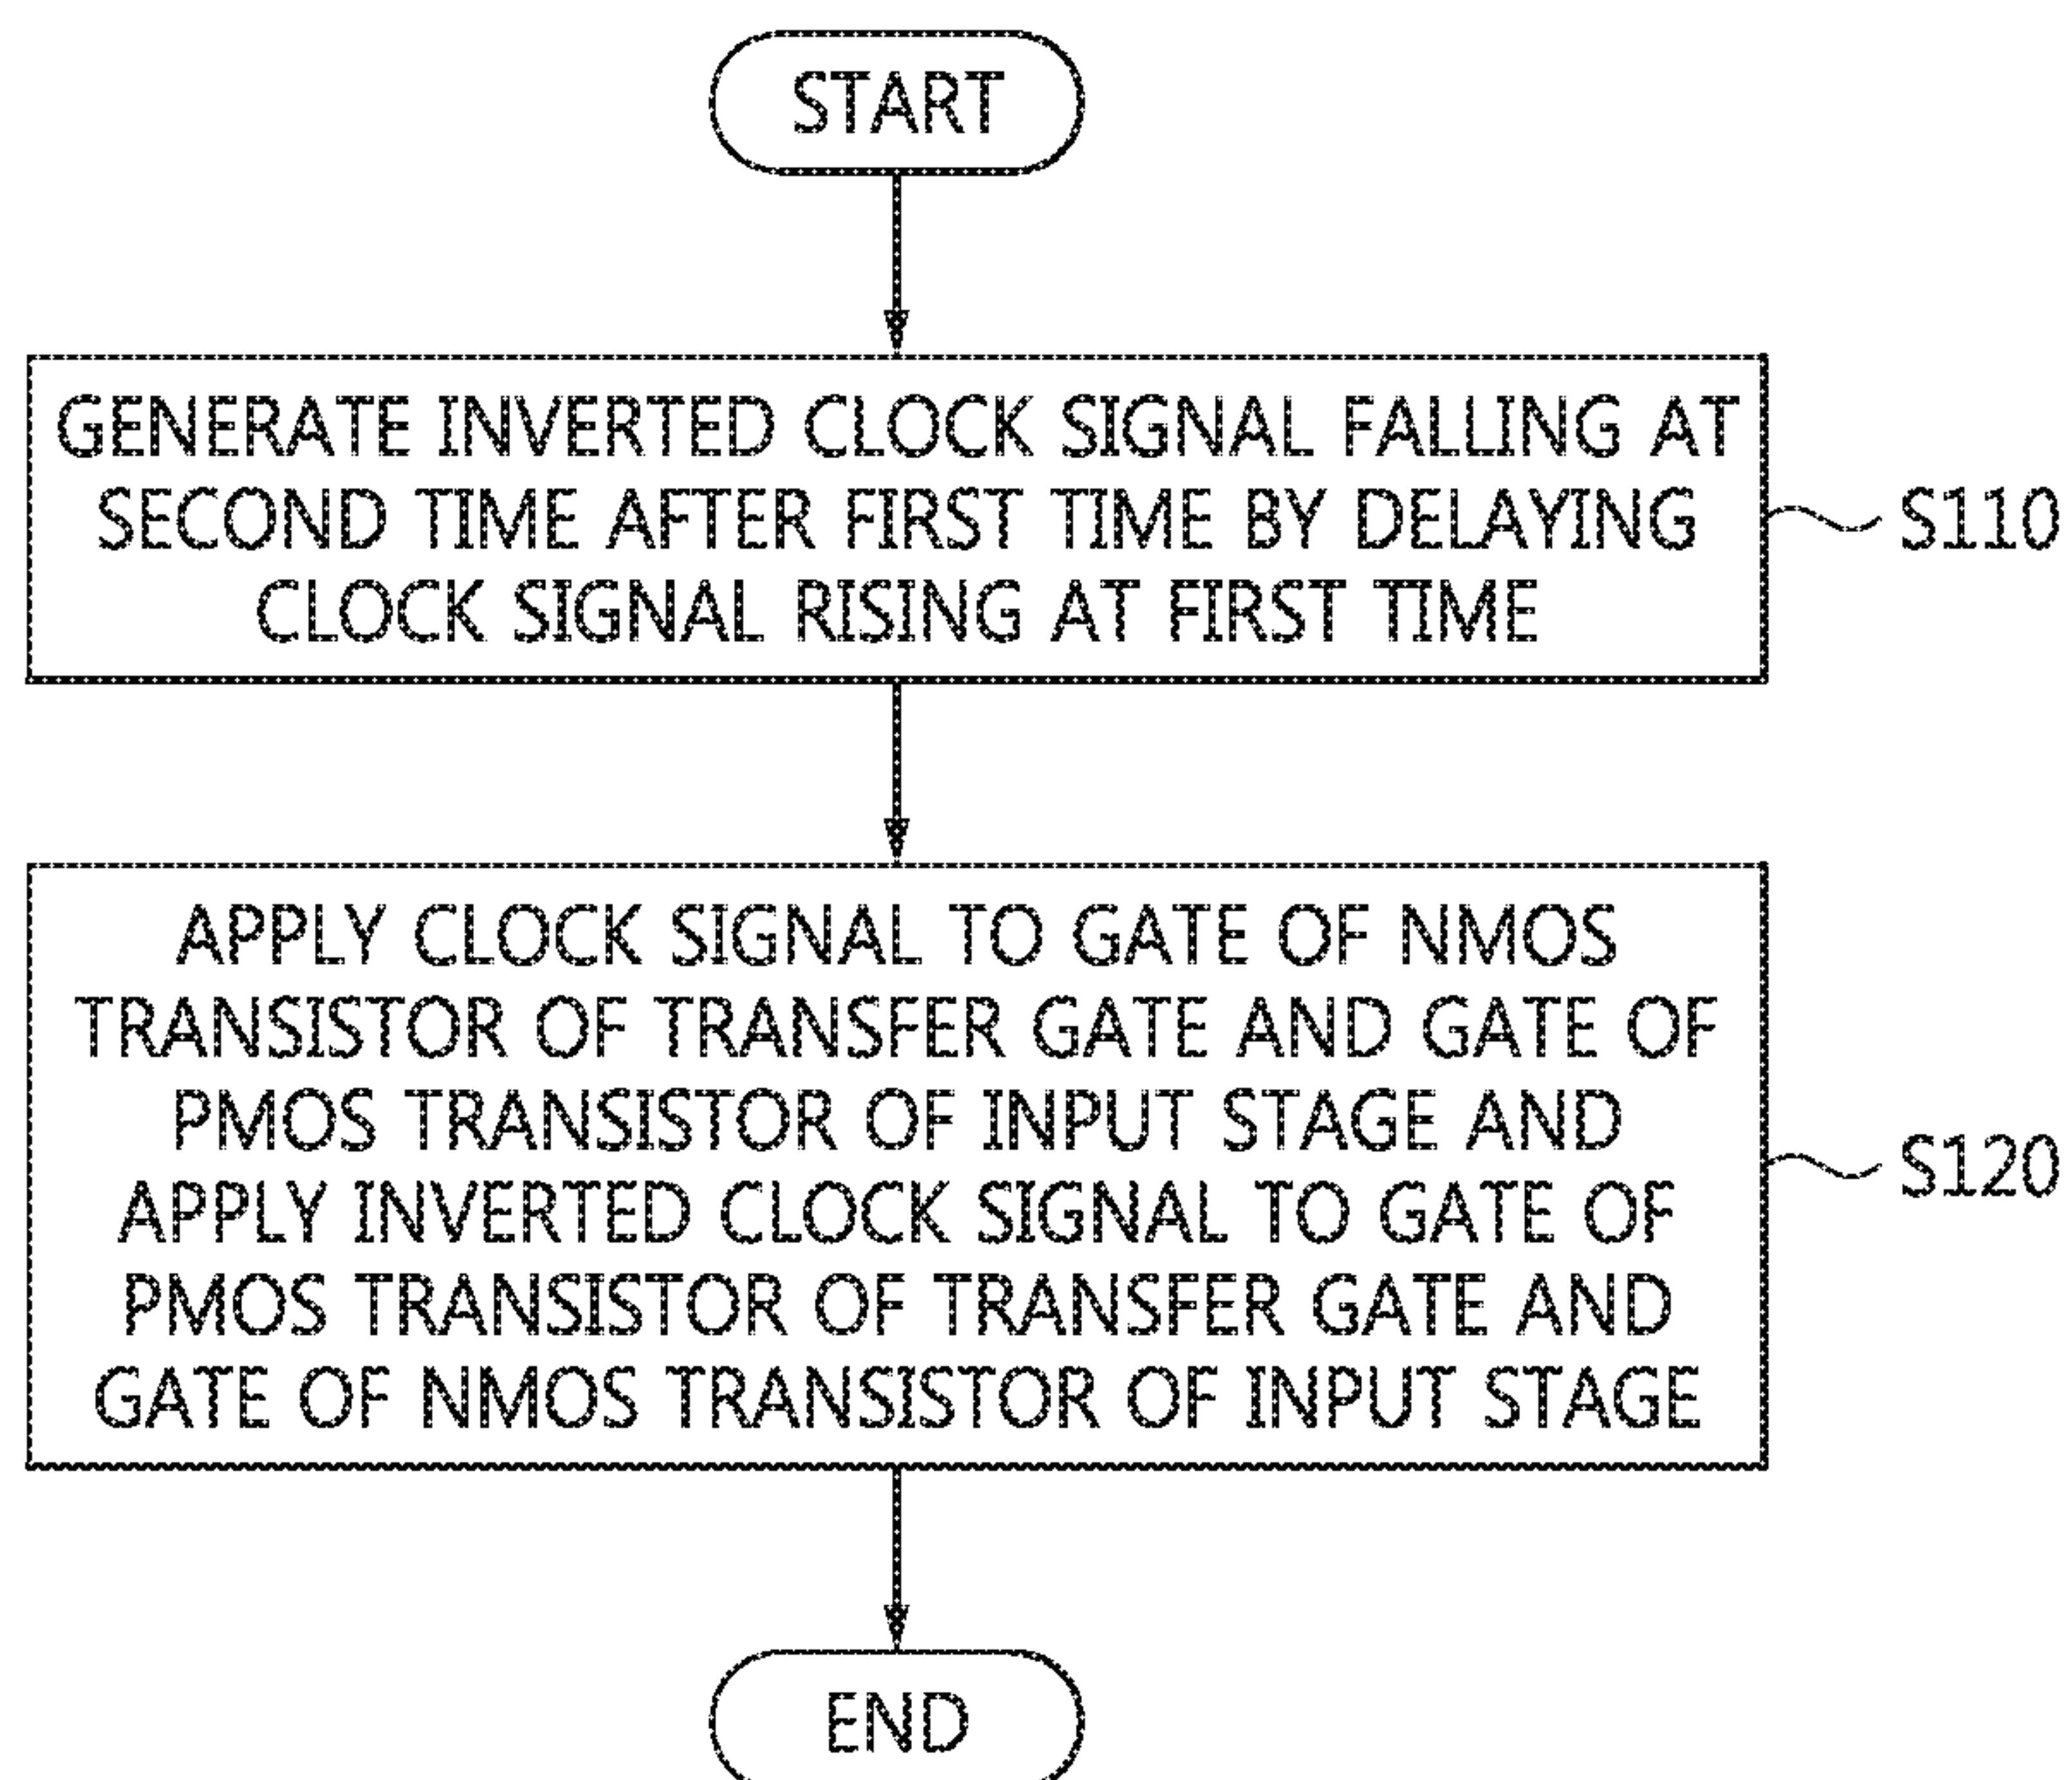 START
GENERATE INVERTED CLOCK SIGNAL FALLING AT
SECOND TIME AFTER FIRST TIME BY DELAYING
CLOCK SIGNAL RISING AT FIRST TIME
S110
APPLY CLOCK SIGNAL TO GATE OF NMOS
TRANSISTOR OF TRANSFER GATE AND GATE OF
PMOS TRANSISTOR OF INPUT STAGE AND
APPLY INVERTED CLOCK SIGNAL TO GATE OF
PMOS TRANSISTOR OF TRANSFER GATE AND
GATE OF NMOS TRANSISTOR OF INPUT STAGE
S120
END